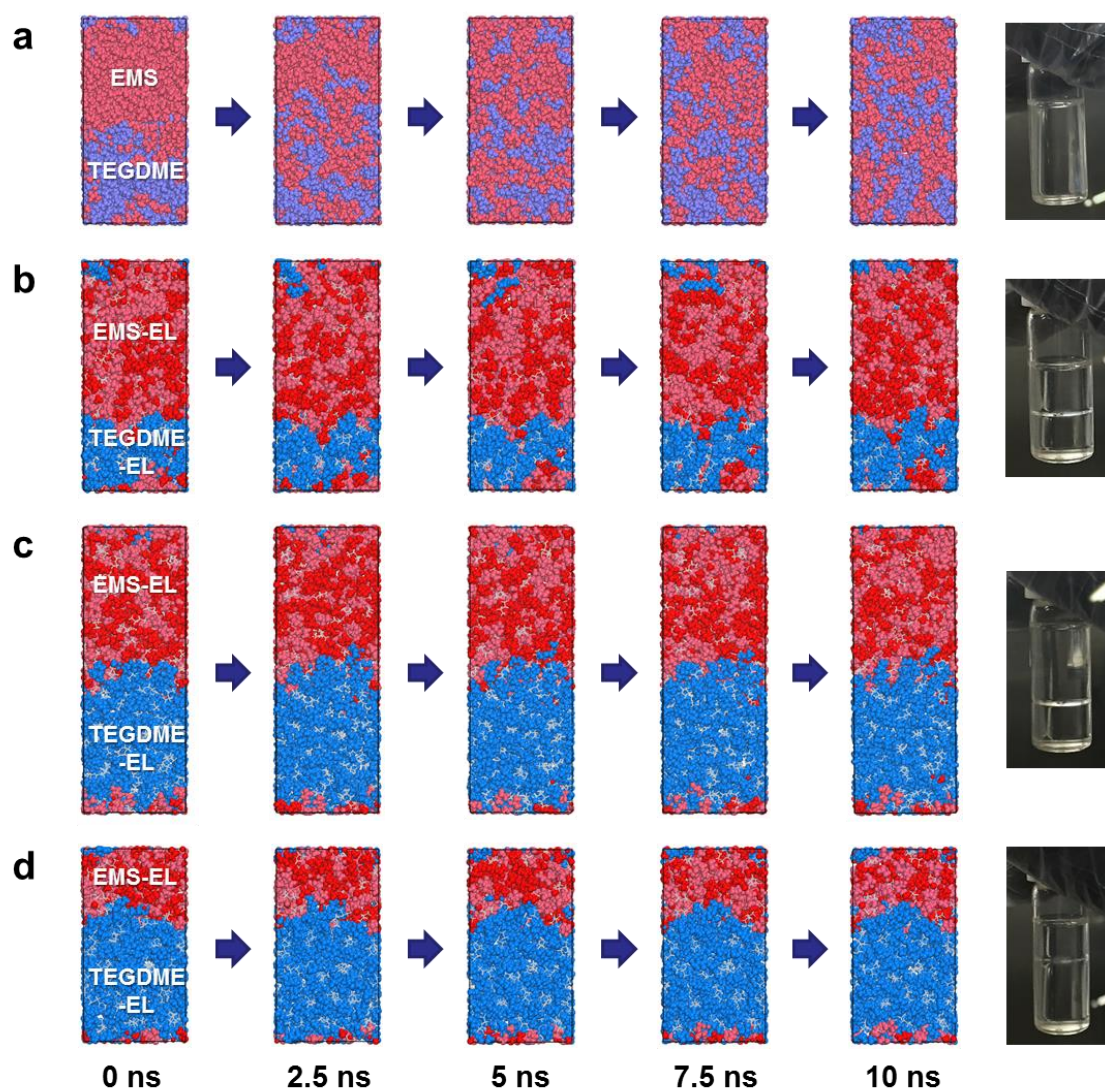 a
EMS
TEGDME
b
EMS-EL
TEGDME
-EL
c
EMS-EL
TEGDME
-EL
d
EMS-EL
TEGDME
-EL
0 ns 2.5 ns 5 ns 7.5 ns 10 ns